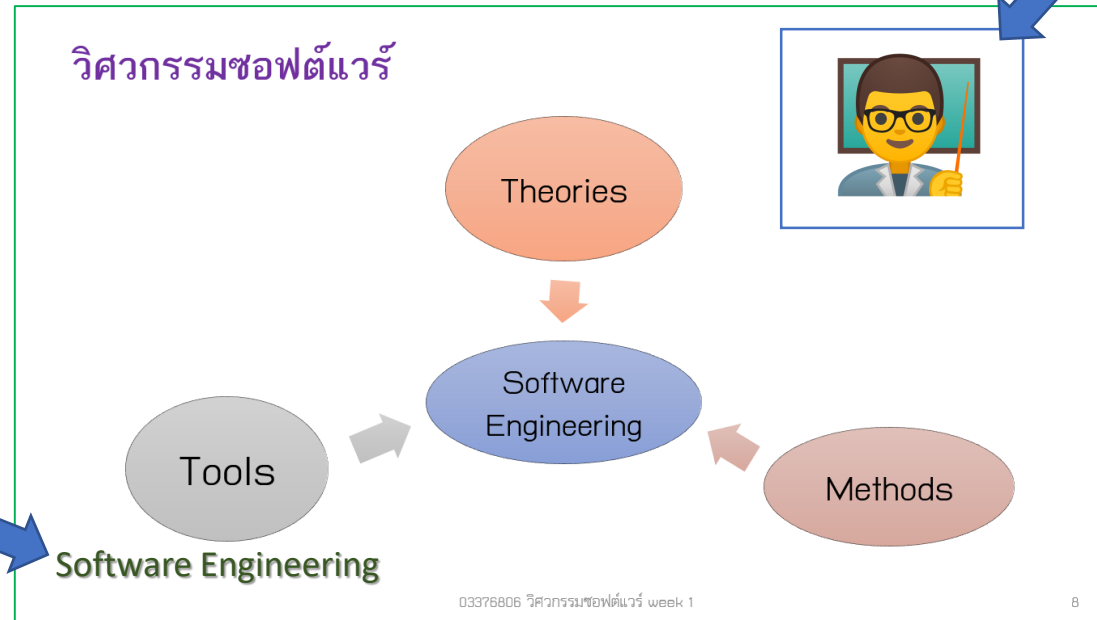 วิศวกรรมซอฟต์แวร์
Theories
Software
Engineering
Tools
Methods
Software Engineering
03376806 วิศวกรรมซอฟต์แวร์ week 1
8